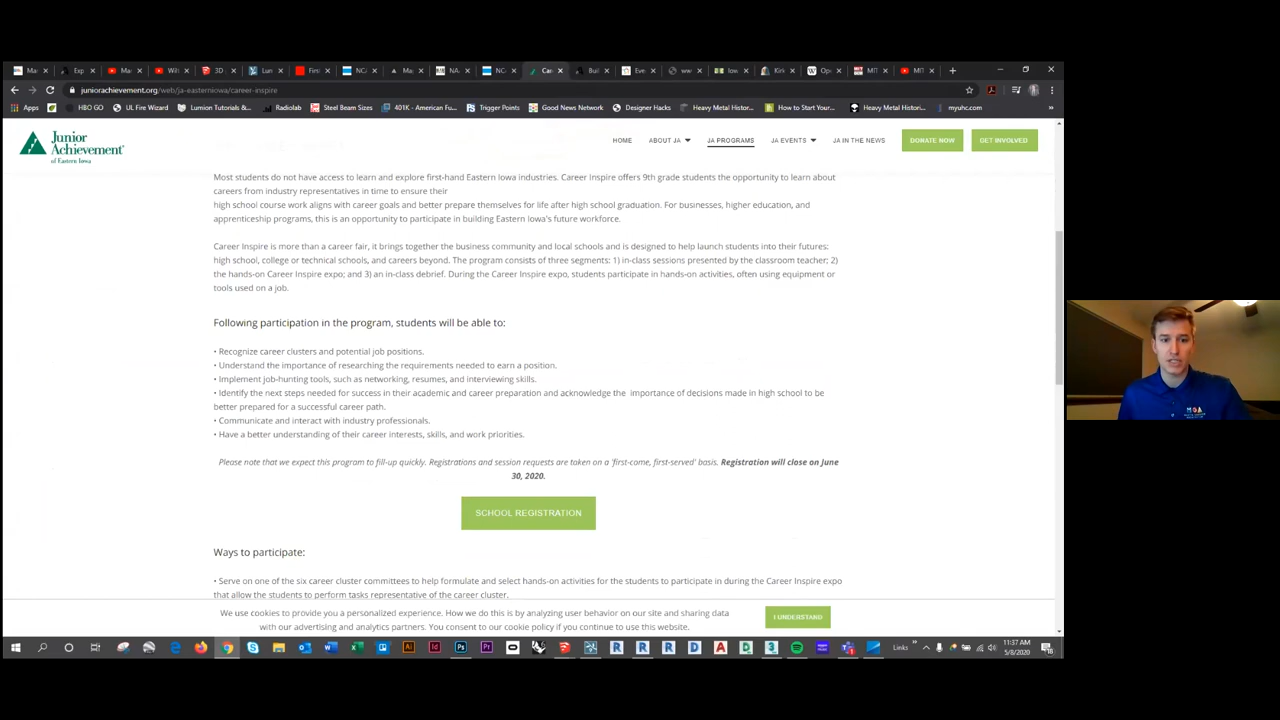 Mar
Exp
Mar
Wil
3D
Lun
Fin
NC
Ma
NA
NC
Car
Buil
Eve
ww
Iow
Kirk
Op
MIT
MIT
juniorachievement.org/web/ja-easterniowa/career-inspire
Apps
HBO GO
UL Fire Wizard
Lumion Tutorials &...
Radiolab
Steel Beam Sizes
401K - American Fu...
Trigger Points
Good News Network
Designer Hacks
Heavy Metal Histor...
How to Start Your...
Heavy Metal Histori...
myuhc.com
»
Junior
Achievement
of Eastern Iowa
HOME
ABOUT JA
JA PROGRAMS
JA EVENTS
JA IN THE NEWS
DONATE NOW
GET INVOLVED
Most students do not have access to learn and explore first-hand Eastern Iowa industries. Career Inspire offers 9th grade students the opportunity to learn about
careers from industry representatives in time to ensure their
high school course work aligns with career goals and better prepare themselves for life after high school graduation. For businesses, higher education, and
apprenticeship programs, this is an opportunity to participate in building Eastern Iowa's future workforce.
Career Inspire is more than a career fair, it brings together the business community and local schools and is designed to help launch students into their futures:
high school, college or technical schools, and careers beyond. The program consists of three segments: 1) in-class sessions presented by the classroom teacher; 2)
the hands-on Career Inspire expo; and 3) an in-class debrief. During the Career Inspire expo, students participate in hands-on activities, often using equipment or
tools used on a job.
Following participation in the program, students will be able to:
• Recognize career clusters and potential job positions.
• Understand the importance of researching the requirements needed to earn a position.
• Implement job-hunting tools, such as networking, resumes, and interviewing skills.
• Identify the next steps needed for success in their academic and career preparation and acknowledge the importance of decisions made in high school to be
better prepared for a successful career path.
• Communicate and interact with industry professionals.
• Have a better understanding of their career interests, skills, and work priorities.
Please note that we expect this program to fill-up quickly. Registrations and session requests are taken on a 'first-come, first-served' basis. Registration will close on June
30, 2020.
SCHOOL REGISTRATION
Ways to participate:
• Serve on one of the six career cluster committees to help formulate and select hands-on activities for the students to participate in during the Career Inspire expo
that allow the students to perform tasks representative of the career cluster.
We use cookies to provide you a personalized experience. How we do this is by analyzing user behavior on our site and sharing data
with our advertising and analytics partners. You consent to our cookie policy if you continue to use this website.
I UNDERSTAND
Links
»
11:37 AM
5/8/2020